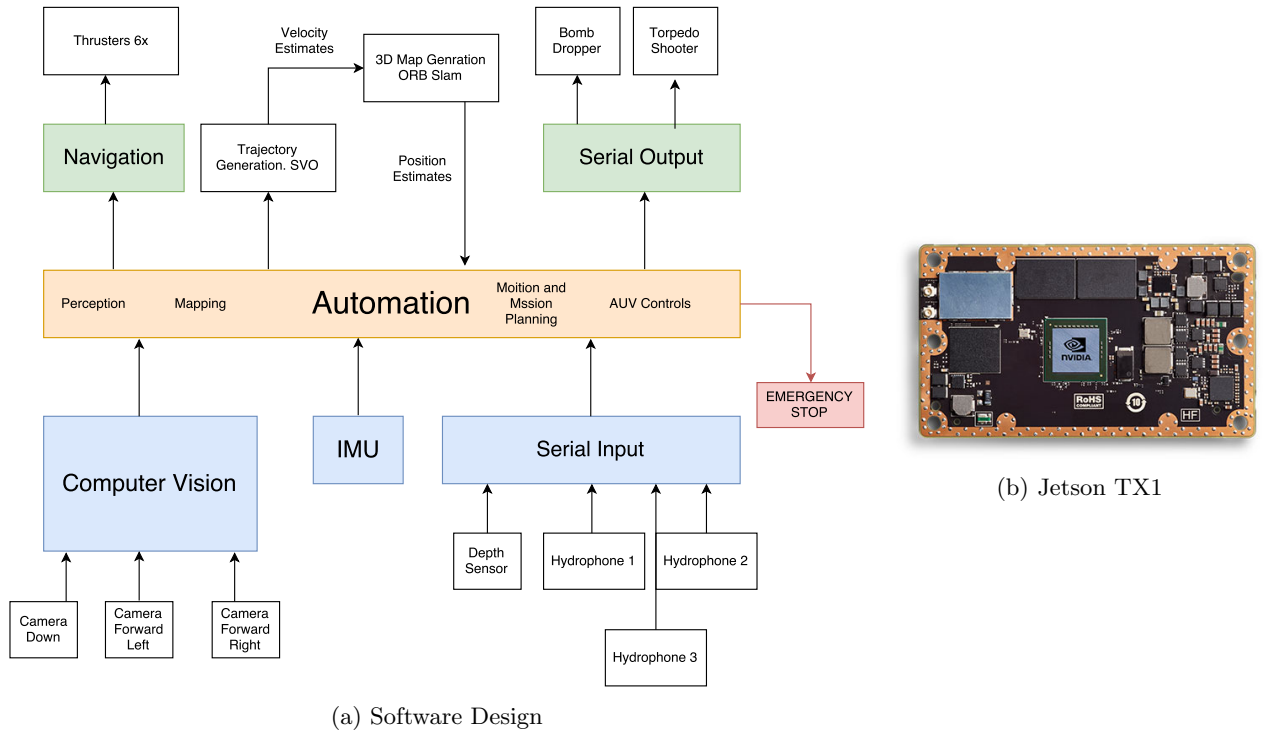 Thrusters 6x
Velocity
Estimates
3D Map Genration
ORB Slam
Bomb
Dropper
Torpedo
Shooter
Navigation
Trajectory
Generation. SVO
Position
Estimates
Serial Output
Perception
Mapping
Automation
Moition and
Mssion
Planning
AUV Controls
EMERGENCY
STOP
Computer Vision
IMU
Serial Input
Depth
Sensor
Hydrophone 1
Hydrophone 2
Camera
Down
Camera
Forward
Left
Camera
Forward
Right
Hydrophone 3
(a) Software Design
NVIDIA
RoHS
COMPLIANT
10
HF
(b) Jetson TX1